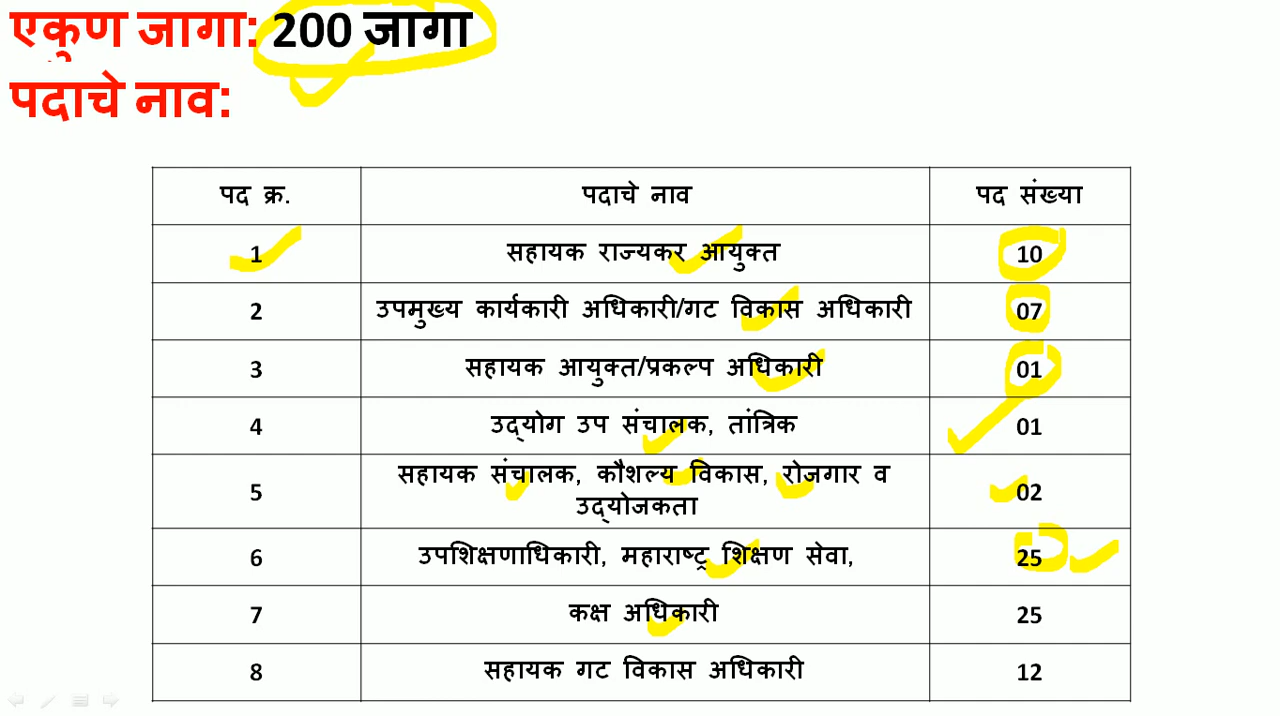 एकुण जागा: 200 जागा
पदाचे नाव:
पद क्र. पदाचे नाव पद संख्या
1 सहायक राज्यकर आयुक्त 10
2 उपमुख्य कार्यकारी अधिकारी/गट विकास अधिकारी 07
3 सहायक आयुक्त/प्रकल्प अधिकारी 01
4 उद्योग उप संचालक, तांत्रिक 01
5 सहायक संचालक, कौशल्य विकास, रोजगार व
उद्योजकता 02
6 उपशिक्षणाधिकारी, महाराष्ट्र शिक्षण सेवा, 25
7 कक्ष अधिकारी 25
8 सहायक गट विकास अधिकारी 12